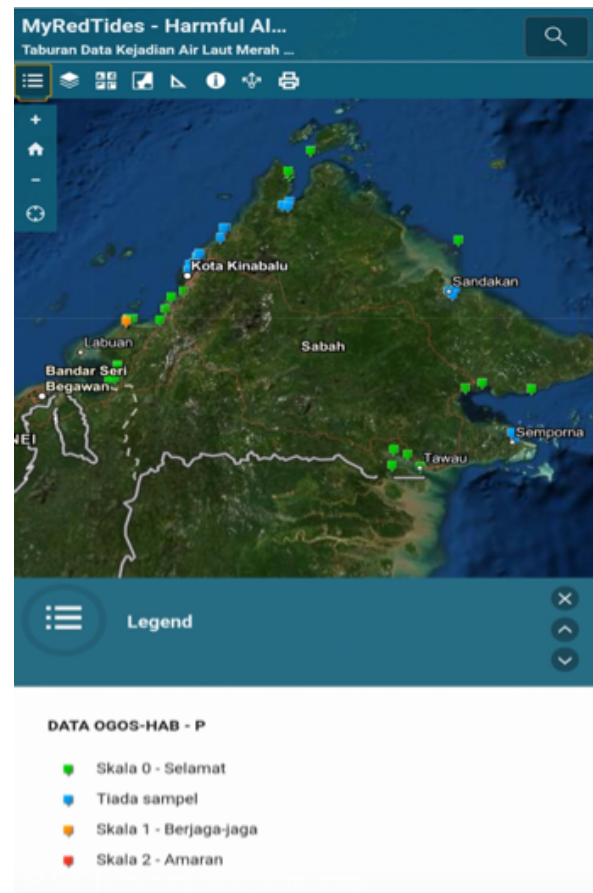 MyRedTides - Harmful Al...
Taburan Data Kejadian Air Laut Merah ...
Kota Kinabalu
Sandakan
Labuan
Sabah
Bandar Seri
Begawan
NEI
Semporna
Tawau
Legend
DATA OGOS-HAB - P
Skala 0 - Selamat
Tiada sampel
Skala 1 - Berjaga-jaga
Skala 2 - Amaran